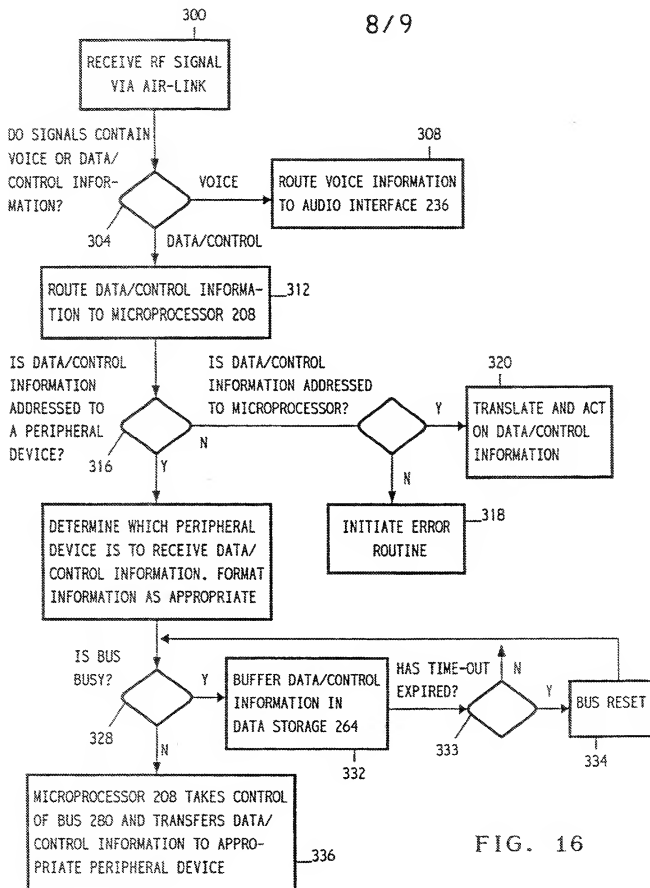 8/9
300
RECEIVE RF SIGNAL
VIA AIR-LINK
DO SIGNALS CONTAIN
VOICE OR DATA/
CONTROL INFOR-
MATION?
304
VOICE
308
ROUTE VOICE INFORMATION
TO AUDIO INTERFACE 236
DATA/CONTROL
ROUTE DATA/CONTROL INFORMA-
TION TO MICROPROCESSOR 208
312
IS DATA/CONTROL
INFORMATION
ADDRESSED TO
A PERIPHERAL
DEVICE?
316
N
Y
IS DATA/CONTROL
INFORMATION ADDRESSED
TO MICROPROCESSOR?
Y
320
TRANSLATE AND ACT
ON DATA/CONTROL
INFORMATION
N
318
INITIATE ERROR
ROUTINE
DETERMINE WHICH PERIPHERAL
DEVICE IS TO RECEIVE DATA/
CONTROL INFORMATION. FORMAT
INFORMATION AS APPROPRIATE
IS BUS
BUSY?
328
Y
N
BUFFER DATA/CONTROL
INFORMATION IN
DATA STORAGE 264
332
HAS TIME-OUT
EXPIRED?
N
333
Y
BUS RESET
334
MICROPROCESSOR 208 TAKES CONTROL
OF BUS 280 AND TRANSFERS DATA/
CONTROL INFORMATION TO APPRO-
PRIATE PERIPHERAL DEVICE
336
FIG. 16